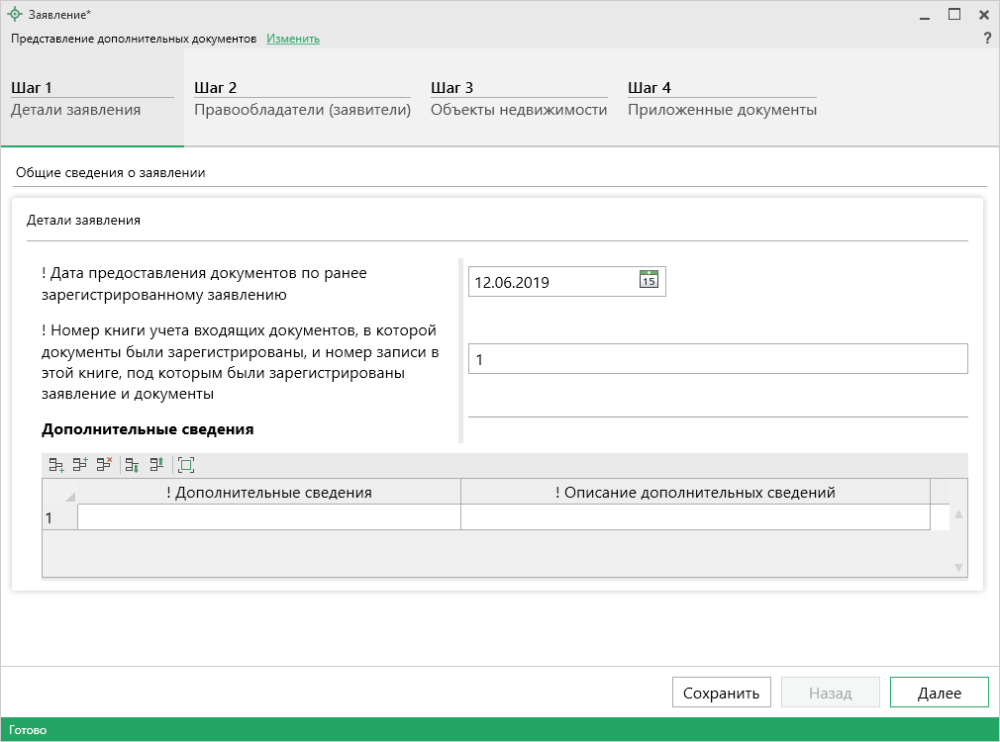 Заявление*
Представление дополнительных документов Изменить
?
Шаг 1
Детали заявления
Шаг 2
Правообладатели (заявители)
Шаг 3
Объекты недвижимости
Шаг 4
Приложенные документы
Общие сведения о заявлении
Детали заявления
! Дата предоставления документов по ранее
зарегистрированному заявлению
12.06.2019
15
! Номер книги учета входящих документов, в которой
документы были зарегистрированы, и номер записи в
этой книге, под которым были зарегистрированы
заявление и документы
1
Дополнительные сведения
! Дополнительные сведения
! Описание дополнительных сведений
1
Сохранить
Назад
Далее
Готово